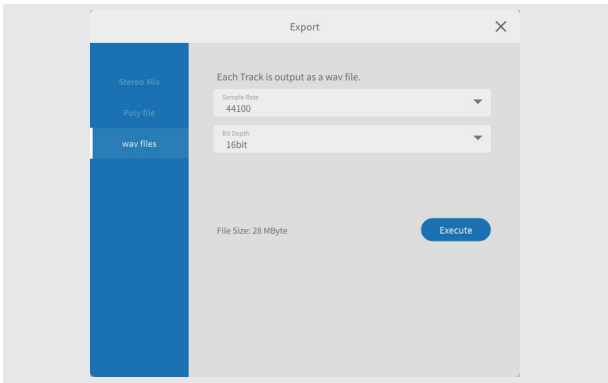 Export
Stereo Mix
Poly file
wav files
Each Track is output as a wav file.
Sample Rate
44100
Bit Depth
16bit
File Size: 28 MByte
Execute